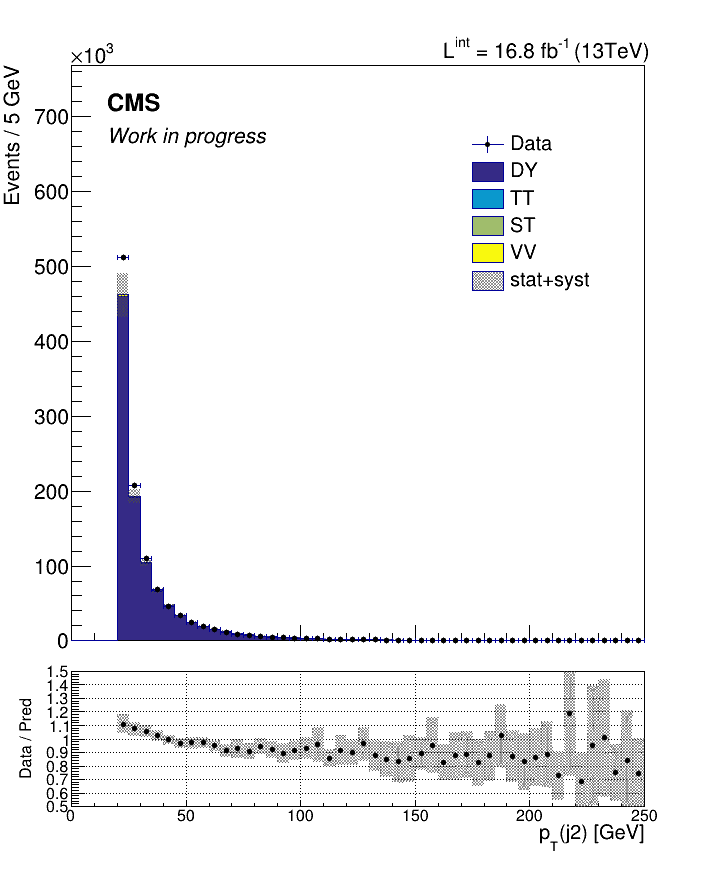 ×10³
L^int = 16.8 fb⁻¹ (13TeV)
Events / 5 GeV
CMS
Work in progress
Data
DY
TT
ST
VV
stat+syst
700
600
500
400
300
200
100
0
Data / Pred
1.5
1.4
1.3
1.2
1.1
1
0.9
0.8
0.7
0.6
0.5
0 50 100 150 200 250
p_T(j2) [GeV]